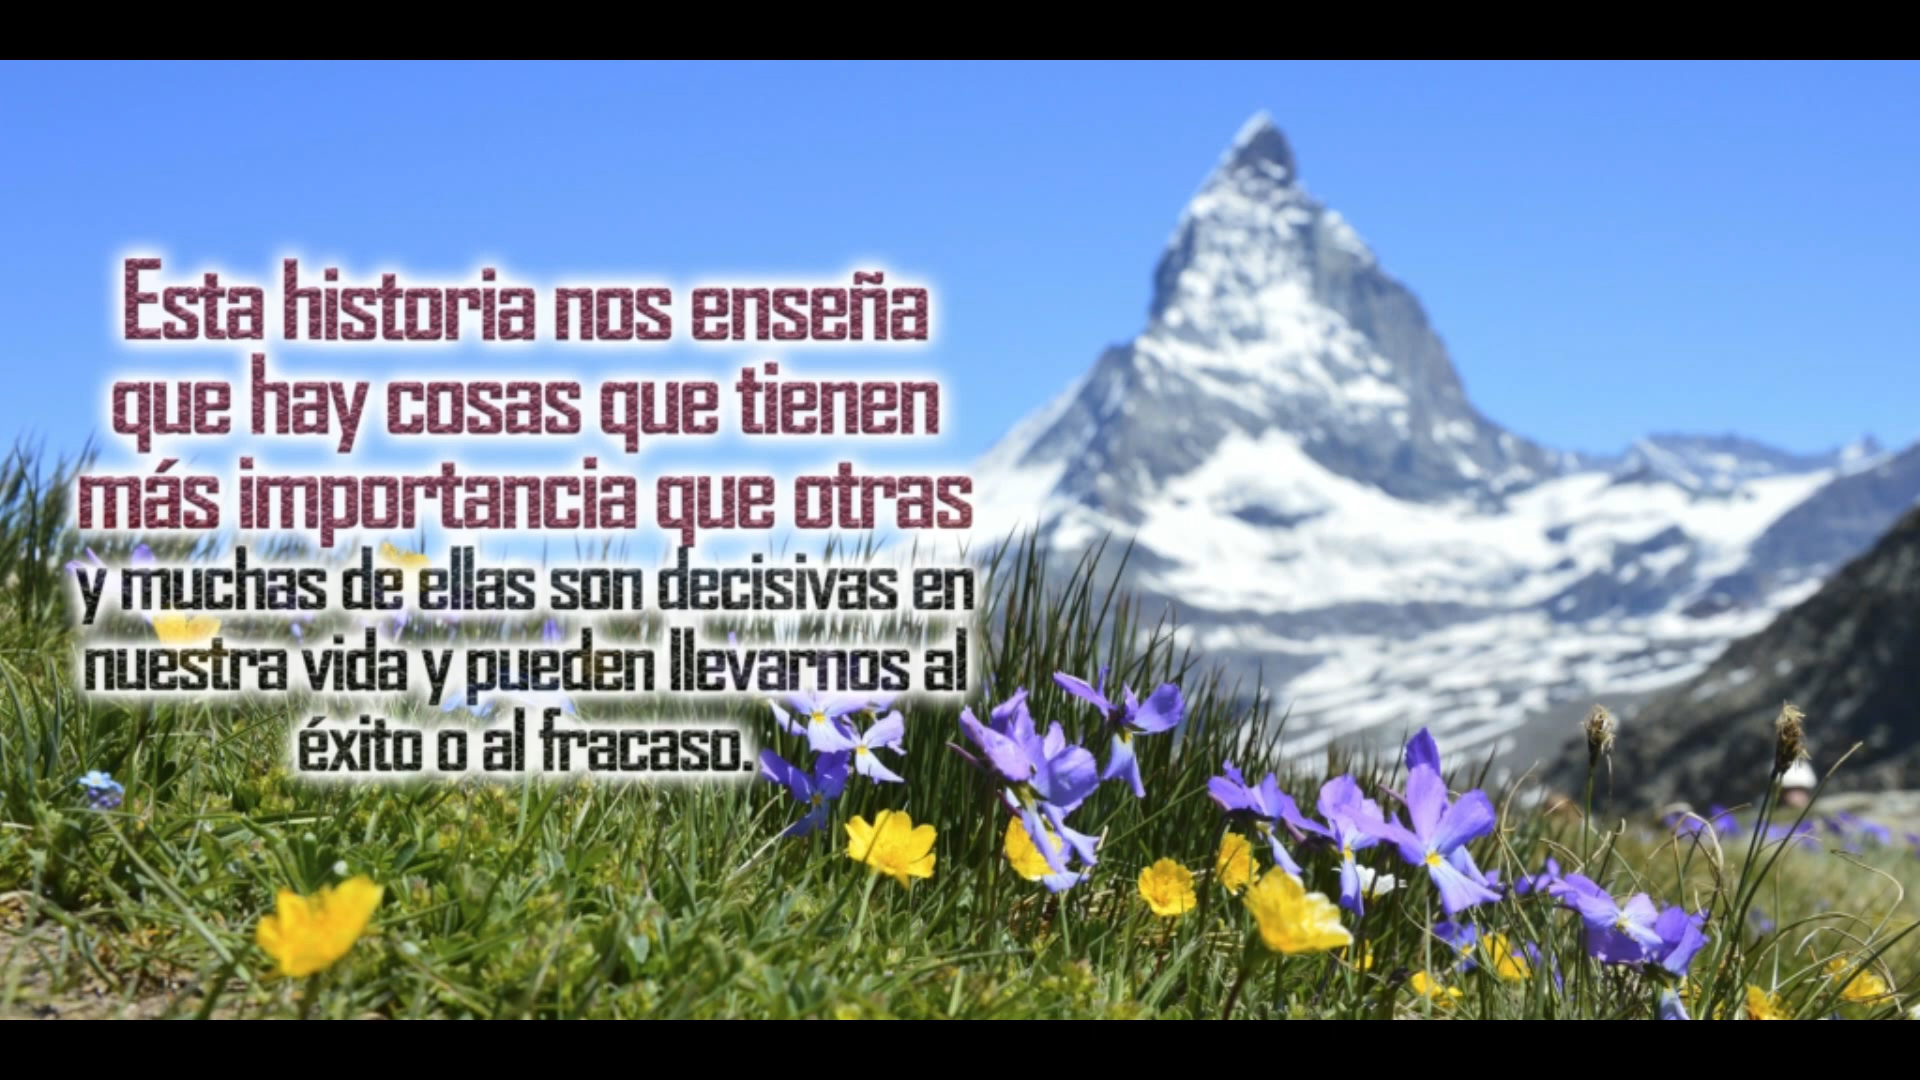 Esta historia nos enseña
que hay cosas que tienen
más importancia que otras
y muchas de ellas son decisivas en
nuestra vida y pueden llevarnos al
éxito o al fracaso.